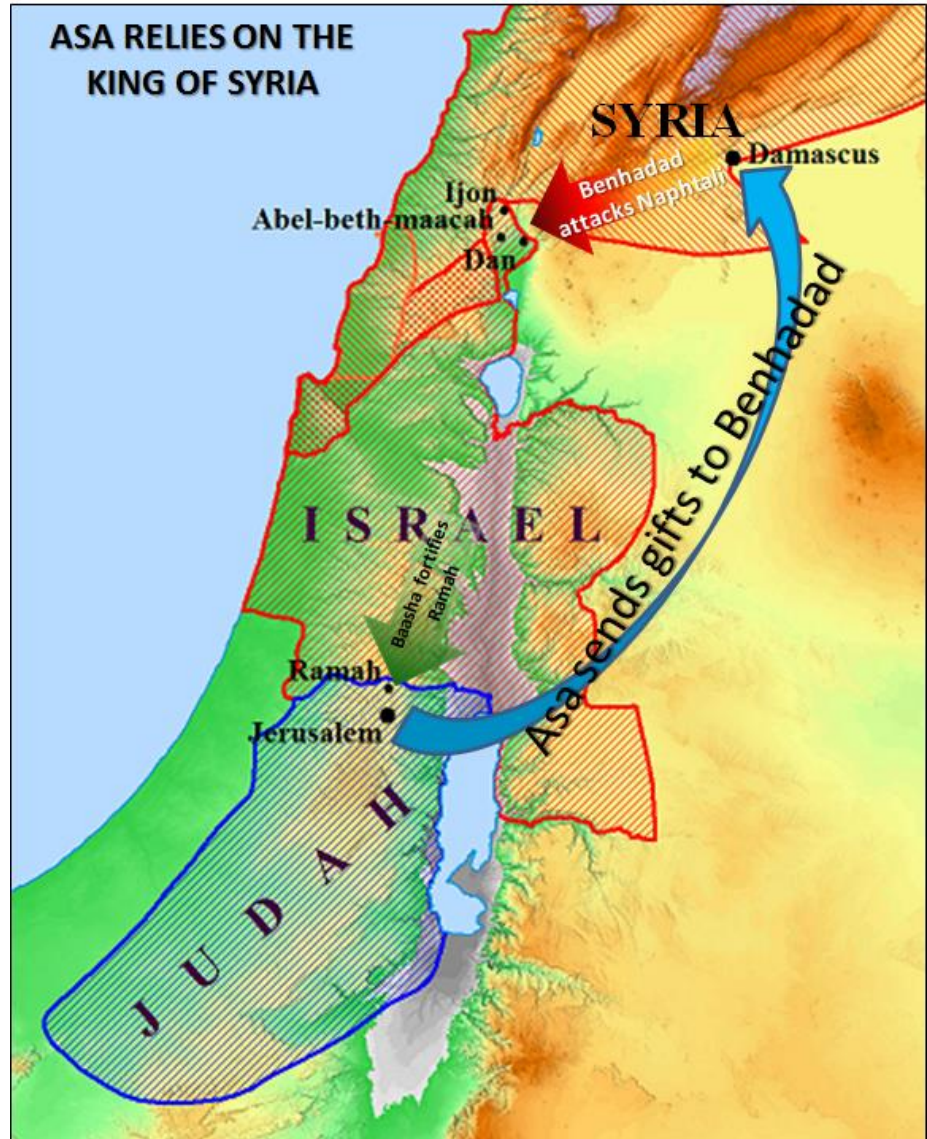 ASA RELIES ON THE
KING OF SYRIA
SYRIA
Damascus
Benhadad
attacks Naphtali
Ijon
Abel-beth-maacah
Dan
Asa sends gifts to Benhadad
ISRAEL
Baasha fortifies
Ramah
Ramah
Jerusalem
JUDAH